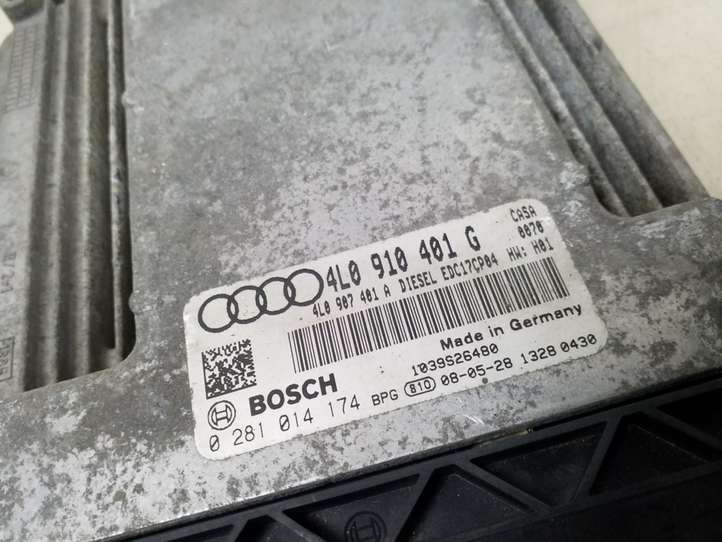 4L0 910 401 G
CASA
0070
4L0 907 401 A DIESEL EDC17CP04 HW: H01
Made in Germany
1039S26480
BOSCH
0 281 014 174 BPG 810 08-05-28 1328 0430